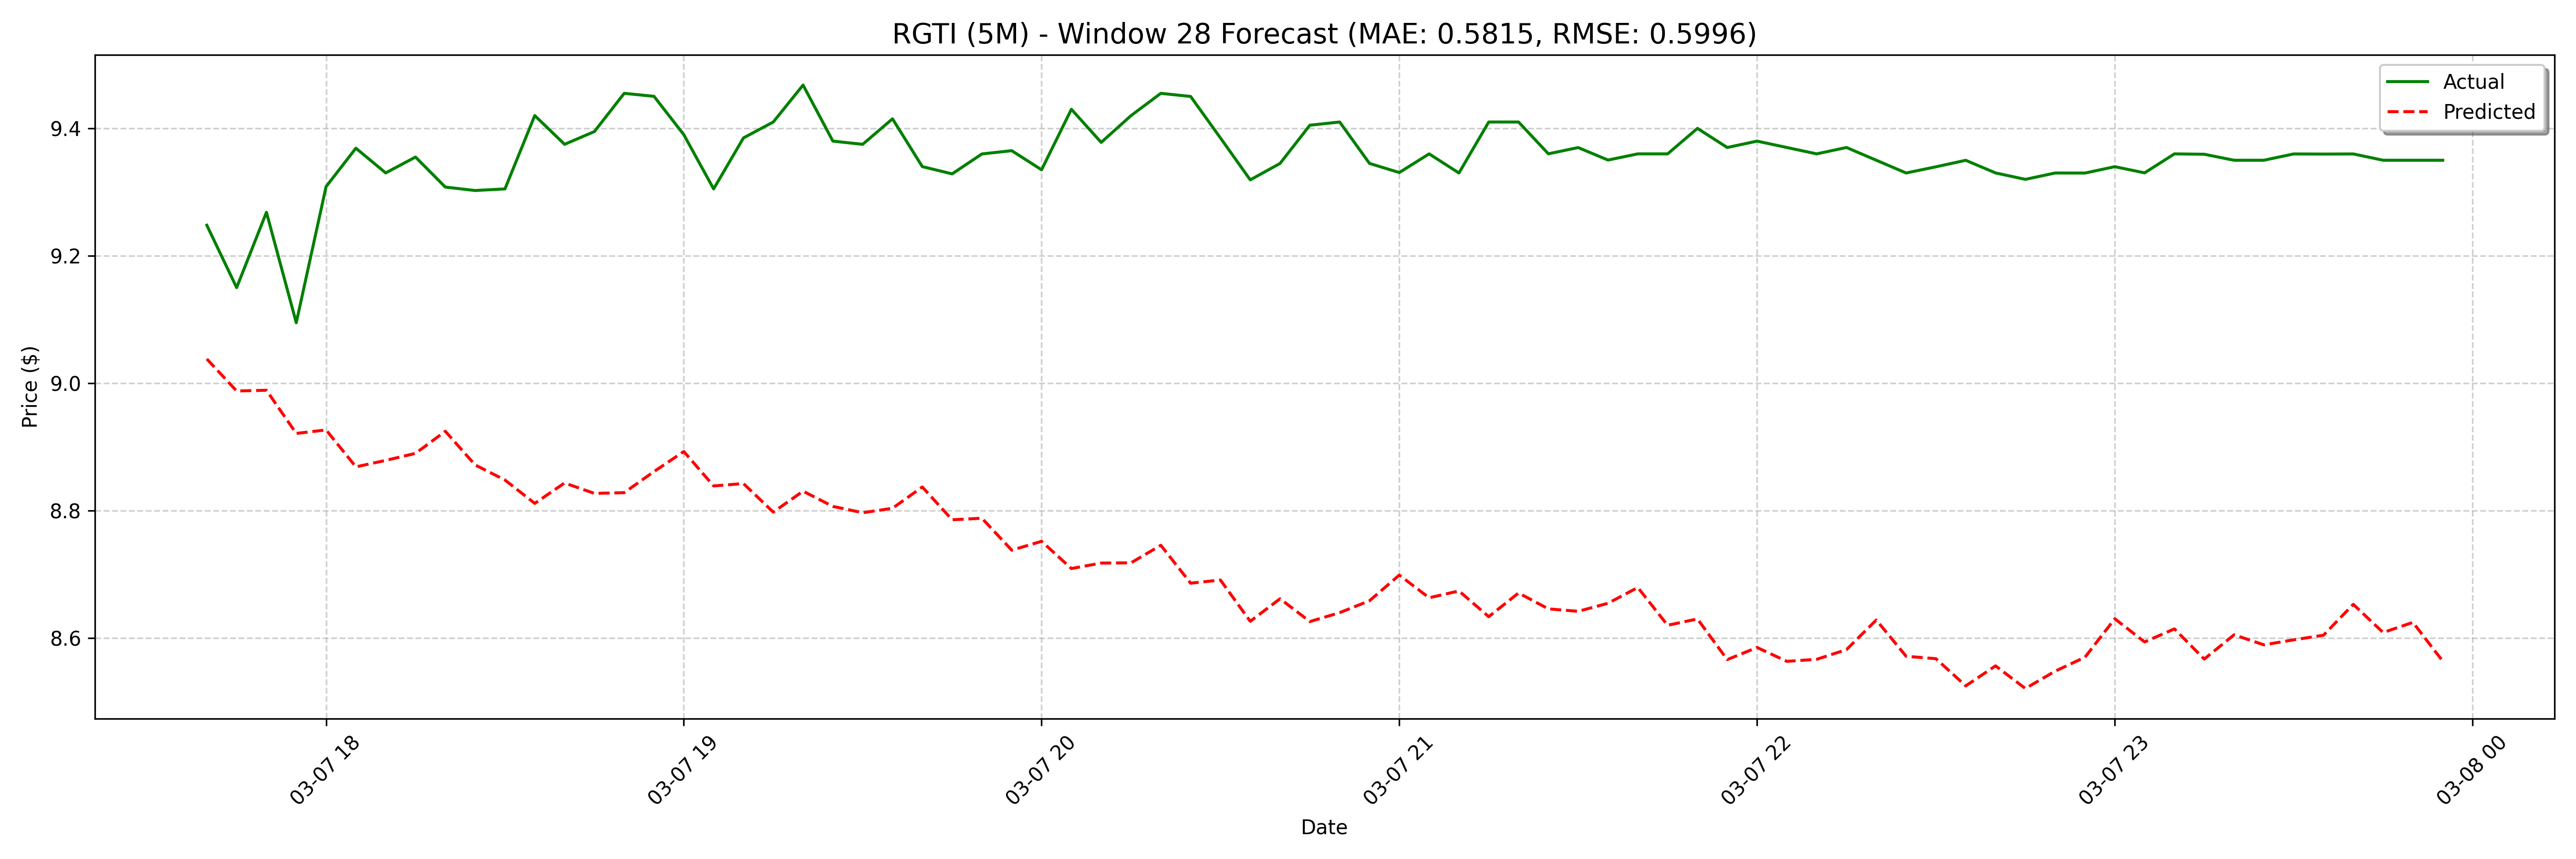 RGTI (5M) - Window 28 Forecast (MAE: 0.5815, RMSE: 0.5996)
Actual
Predicted
Price ($)
9.4
9.2
9.0
8.8
8.6
03-07 18
03-07 19
03-07 20
03-07 21
03-07 22
03-07 23
03-08 00
Date